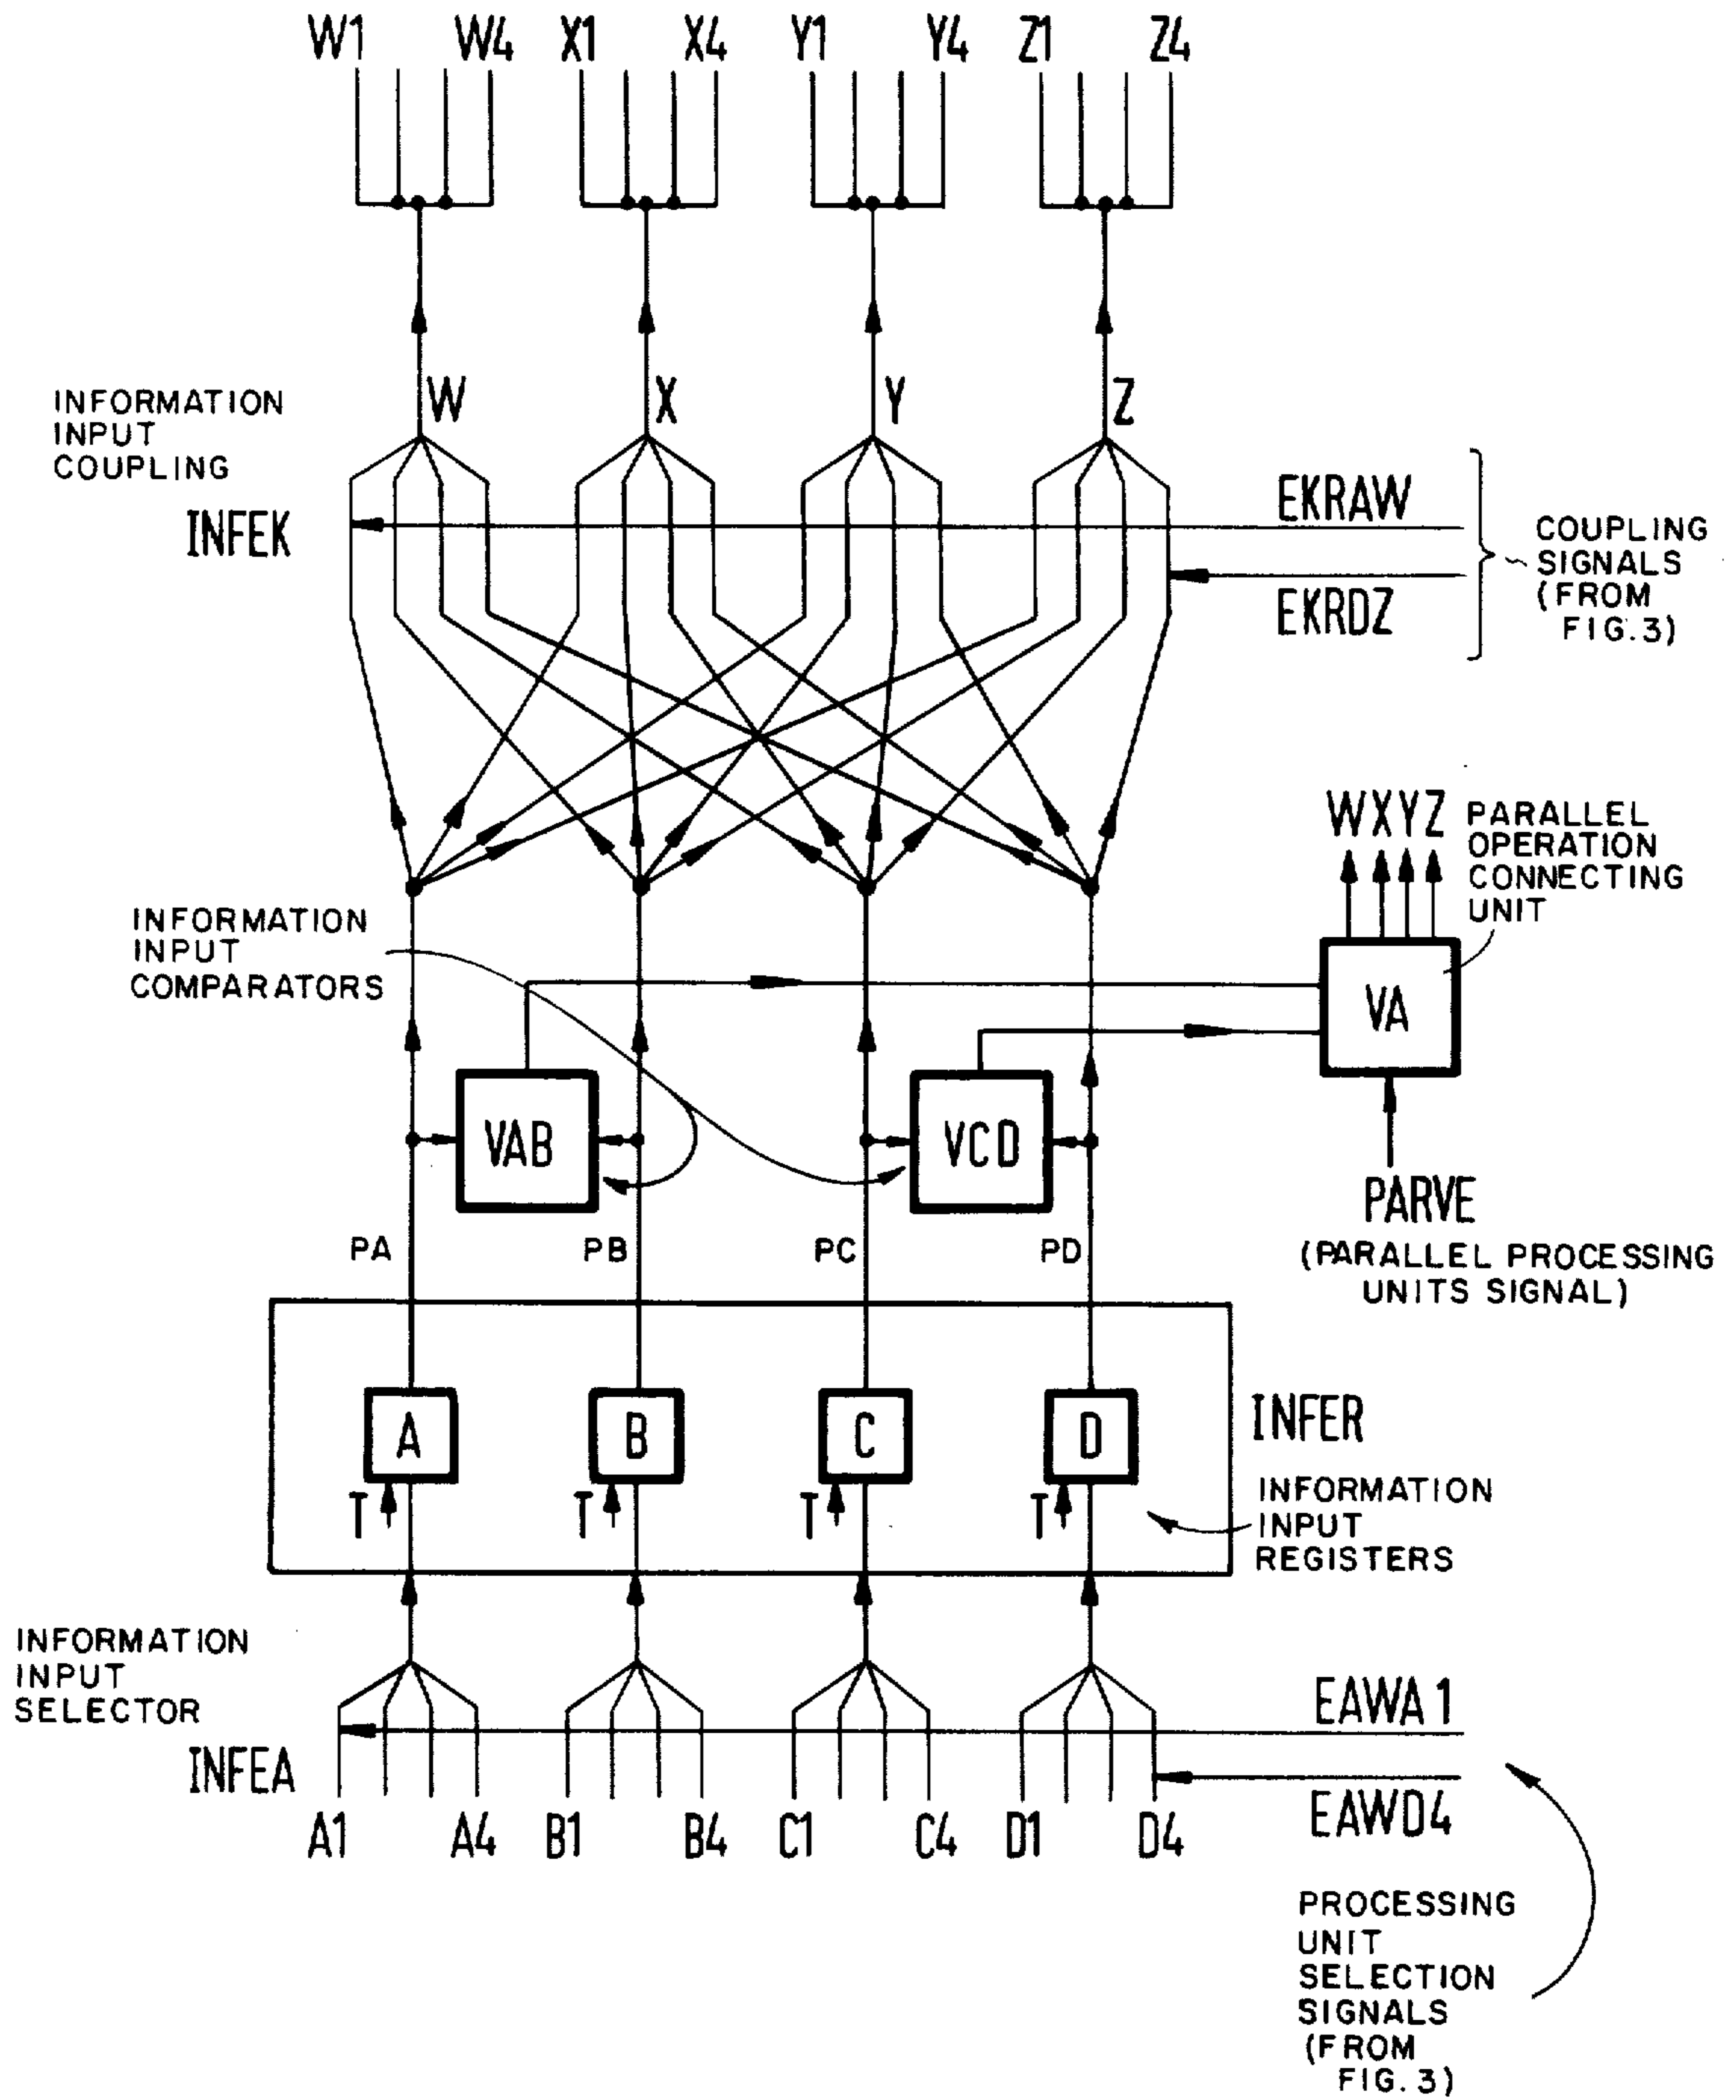 W1 W4 X1 X4 Y1 Y4 Z1 Z4
W X Y Z
INFORMATION
INPUT
COUPLING
INFEK
EKRAW
EKRDZ
COUPLING
SIGNALS
(FROM
FIG.3)
WXYZ
PARALLEL
OPERATION
CONNECTING
UNIT
INFORMATION
INPUT
COMPARATORS
VA
VAB
VCD
PARVE
(PARALLEL PROCESSING
UNITS SIGNAL)
PA PB PC PD
A B C D
INFER
T T T T
INFORMATION
INPUT
REGISTERS
INFORMATION
INPUT
SELECTOR
INFEA
EAWA1
EAWD4
A1 A4 B1 B4 C1 C4 D1 D4
PROCESSING
UNIT
SELECTION
SIGNALS
(FROM
FIG.3)